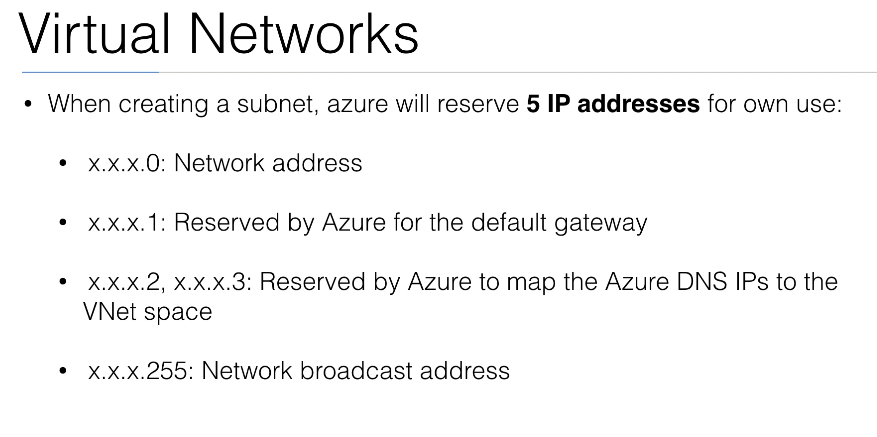 Virtual Networks
• When creating a subnet, azure will reserve 5 IP addresses for own use:
• x.x.x.0: Network address
• x.x.x.1: Reserved by Azure for the default gateway
• x.x.x.2, x.x.x.3: Reserved by Azure to map the Azure DNS IPs to the
VNet space
• x.x.x.255: Network broadcast address